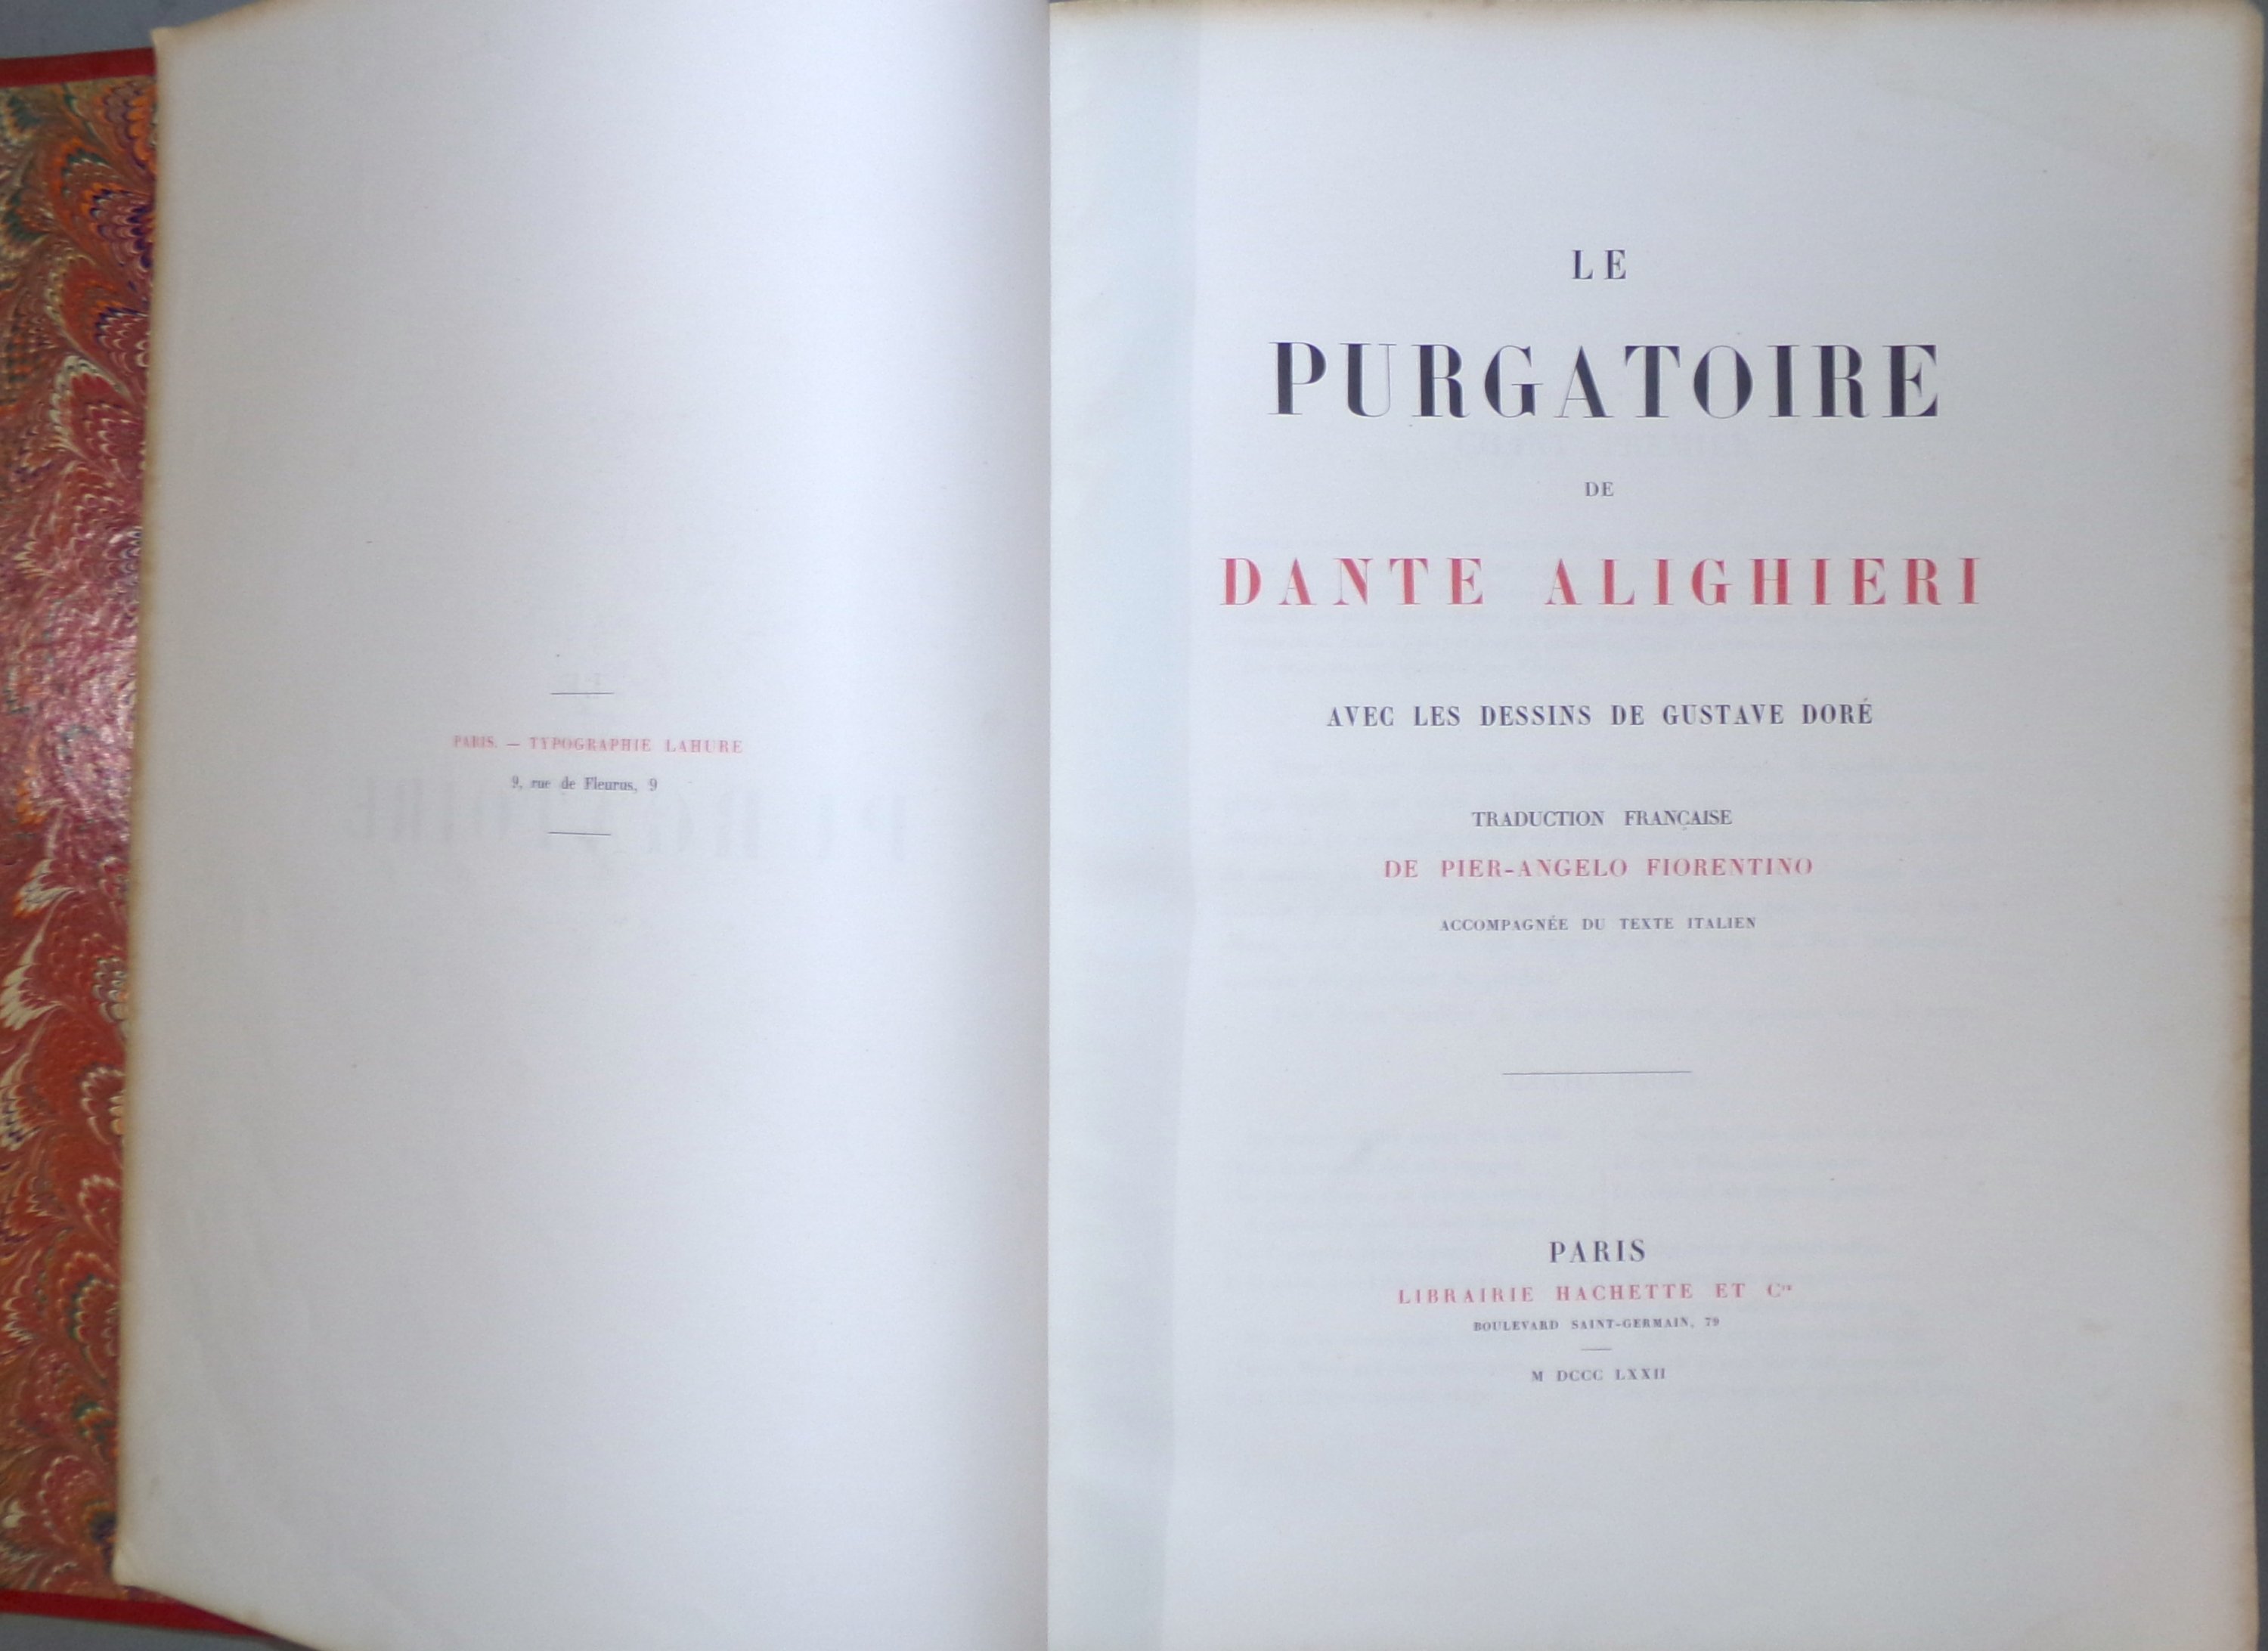 PARIS. — TYPOGRAPHIE LAHURE
9, rue de Fleurus, 9
LE
PURGATOIRE
DE
DANTE ALIGHIERI
AVEC LES DESSINS DE GUSTAVE DORÉ
TRADUCTION FRANÇAISE
DE PIER-ANGELO FIORENTINO
ACCOMPAGNÉE DU TEXTE ITALIEN
PARIS
LIBRAIRIE HACHETTE ET Cie
BOULEVARD SAINT-GERMAIN, 79
M DCCC LXXII